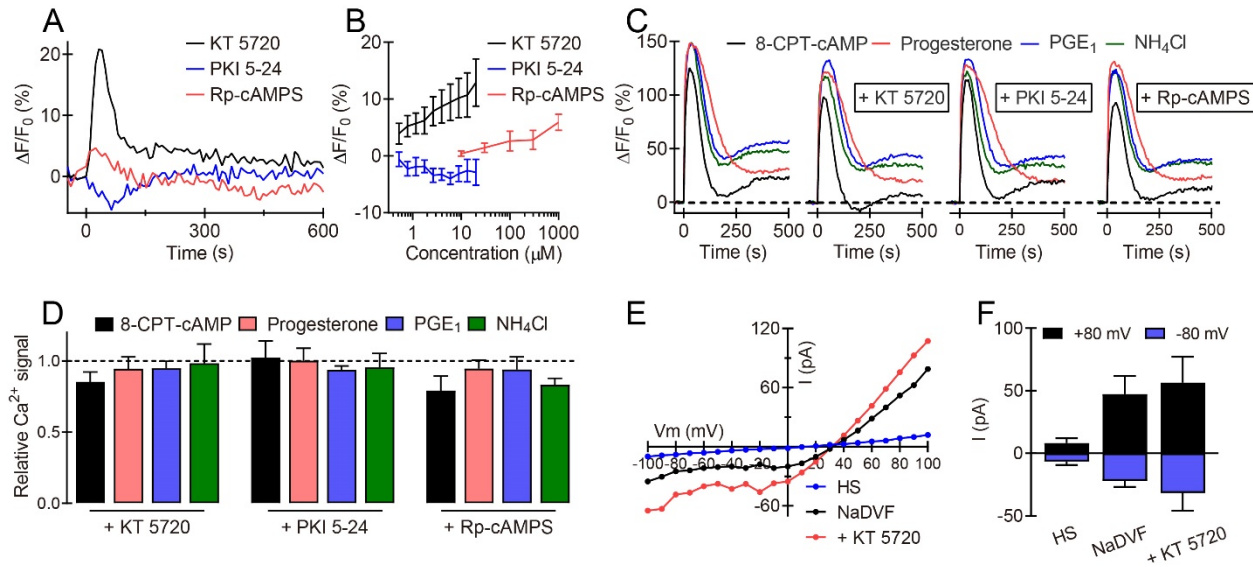 A
KT 5720
PKI 5-24
Rp-cAMPS
ΔF/F0 (%)
20
10
0
0
300
600
Time (s)
B
KT 5720
PKI 5-24
Rp-cAMPS
ΔF/F0 (%)
20
10
0
-10
1
10
100
1000
Concentration (μM)
C
8-CPT-cAMP
Progesterone
PGE1
NH4Cl
ΔF/F0 (%)
150
100
50
0
+ KT 5720
+ PKI 5-24
+ Rp-cAMPS
0 250 500
0 250 500
0 250 500
0 250 500
Time (s)
Time (s)
Time (s)
Time (s)
D
8-CPT-cAMP
Progesterone
PGE1
NH4Cl
Relative Ca2+ signal
1.0
0.5
0.0
+ KT 5720
+ PKI 5-24
+ Rp-cAMPS
E
I (pA)
120
60
-60
Vm (mV)
-100 -80 -60 -40 -20 20 40 60 80 100
HS
NaDVF
+ KT 5720
F
+80 mV
-80 mV
I (pA)
100
50
0
-50
HS
NaDVF
+ KT 5720